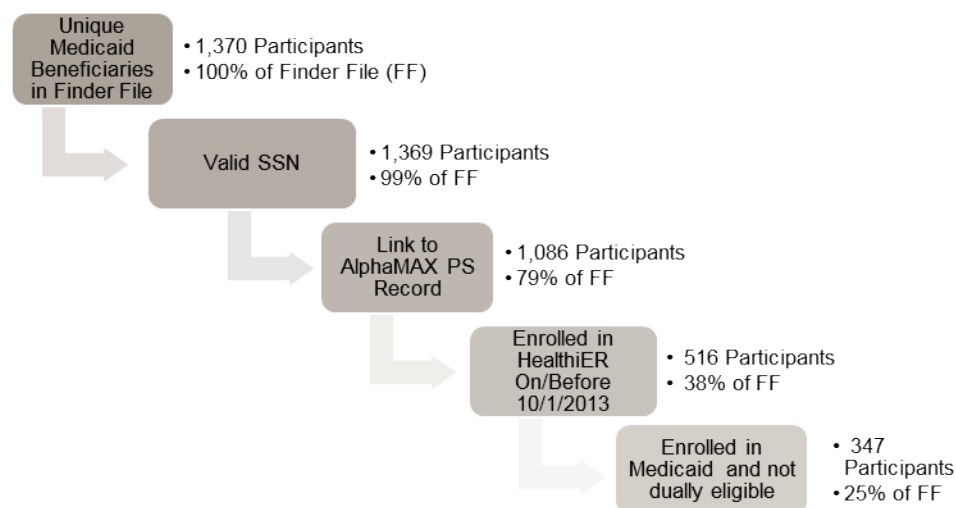 Unique
Medicaid
Beneficiaries
in Finder File
• 1,370 Participants
• 100% of Finder File (FF)
Valid SSN
• 1,369 Participants
• 99% of FF
Link to
AlphaMAX PS
Record
• 1,086 Participants
• 79% of FF
Enrolled in
HealthiER
On/Before
10/1/2013
• 516 Participants
• 38% of FF
Enrolled in
Medicaid and not
dually eligible
• 347
Participants
• 25% of FF